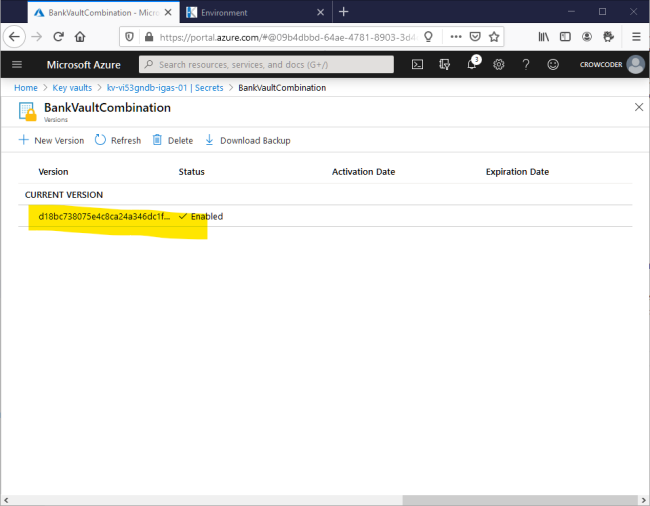 BankVaultCombination - Micro
Environment
https://portal.azure.com/#@09b4dbbd-64ae-4781-8903-3d4
Microsoft Azure
Search resources, services, and docs (G+/)
3
CROWCODER
Home > Key vaults > kv-vi53gndb-igas-01 | Secrets > BankVaultCombination
BankVaultCombination
Versions
New Version Refresh Delete Download Backup
Version Status Activation Date Expiration Date
CURRENT VERSION
d18bc738075e4c8ca24a346dc1f... ✓ Enabled